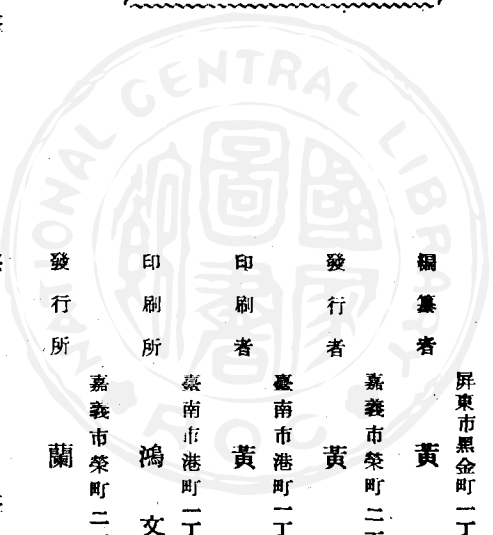 屏東市黑金町一丁
編纂者 黃
嘉義市榮町二
發行者 黃
臺南市港町一丁
印刷者 黃
臺南市港町一丁
印刷所 鴻文
嘉義市榮町二
發行所 蘭
NATIONAL CENTRAL LIBRARY